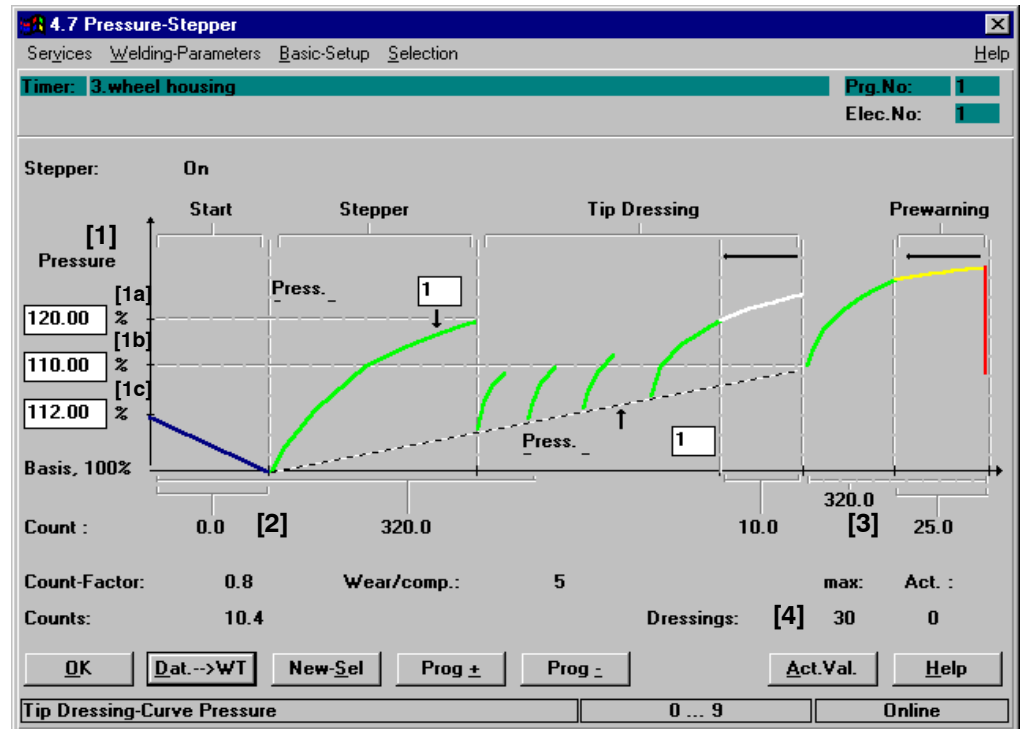 4.7 Pressure-Stepper
Services Welding-Parameters Basic-Setup Selection Help
Timer: 3.wheel housing Prg.No: 1
Elec.No: 1
Stepper: On
Start Stepper Tip Dressing Prewarning
[1]
Pressure
[1a]
Press. _ 1
120.00 %
[1b]
110.00 %
[1c]
112.00 %
Press. _ 1
Basis, 100%
320.0
Count : 0.0 [2] 320.0 10.0 [3] 25.0
Count-Factor: 0.8 Wear/comp.: 5 max: Act. :
Counts: 10.4 Dressings: [4] 30 0
OK Dat.-->WT New-Sel Prog + Prog - Act.Val. Help
Tip Dressing-Curve Pressure 0 ... 9 Online